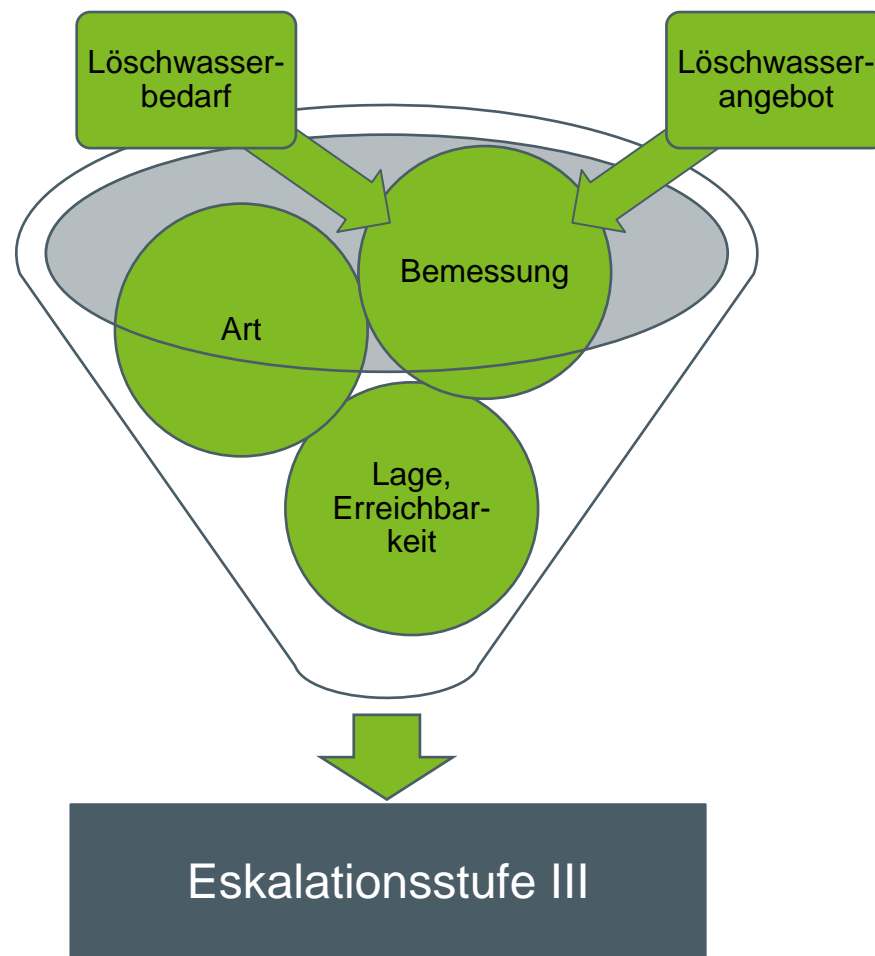 Löschwasser-
bedarf
Löschwasser-
angebot
Bemessung
Art
Lage,
Erreichbar-
keit
Eskalationsstufe III